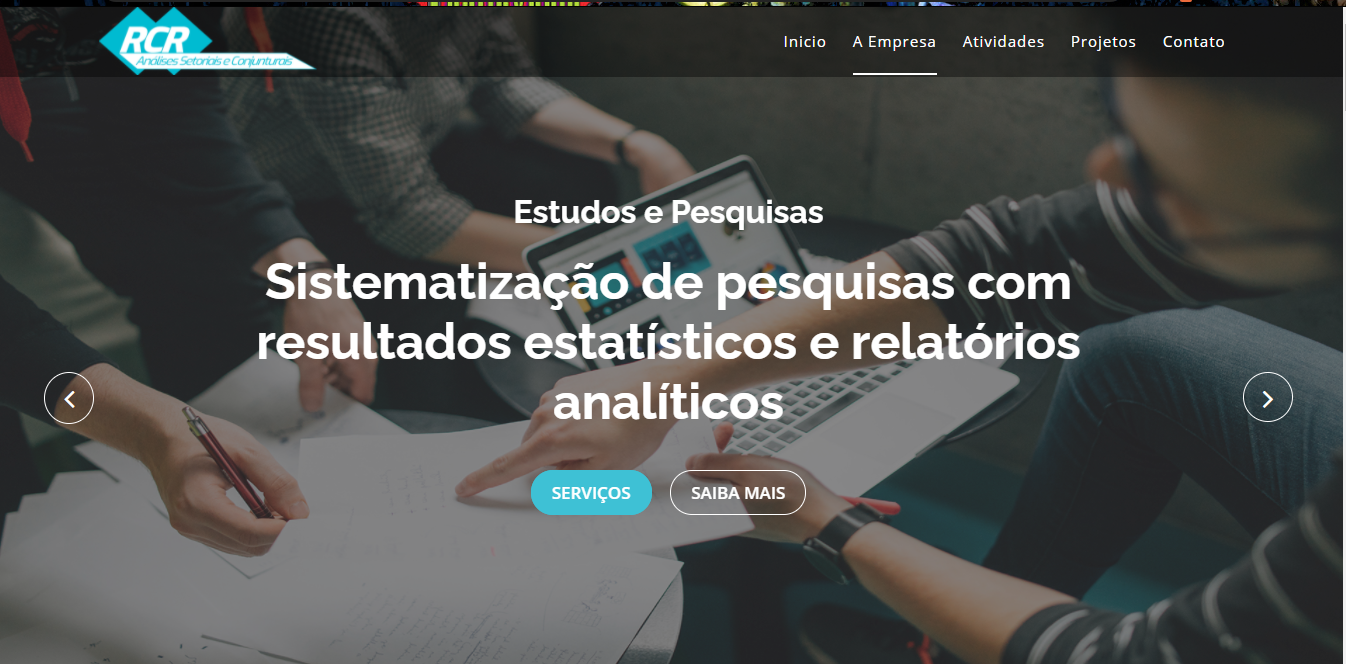 RCR
Análises Setoriais e Conjunturais
Inicio A Empresa Atividades Projetos Contato
Estudos e Pesquisas
Sistematização de pesquisas com
resultados estatísticos e relatórios
analíticos
SERVIÇOS SAIBA MAIS